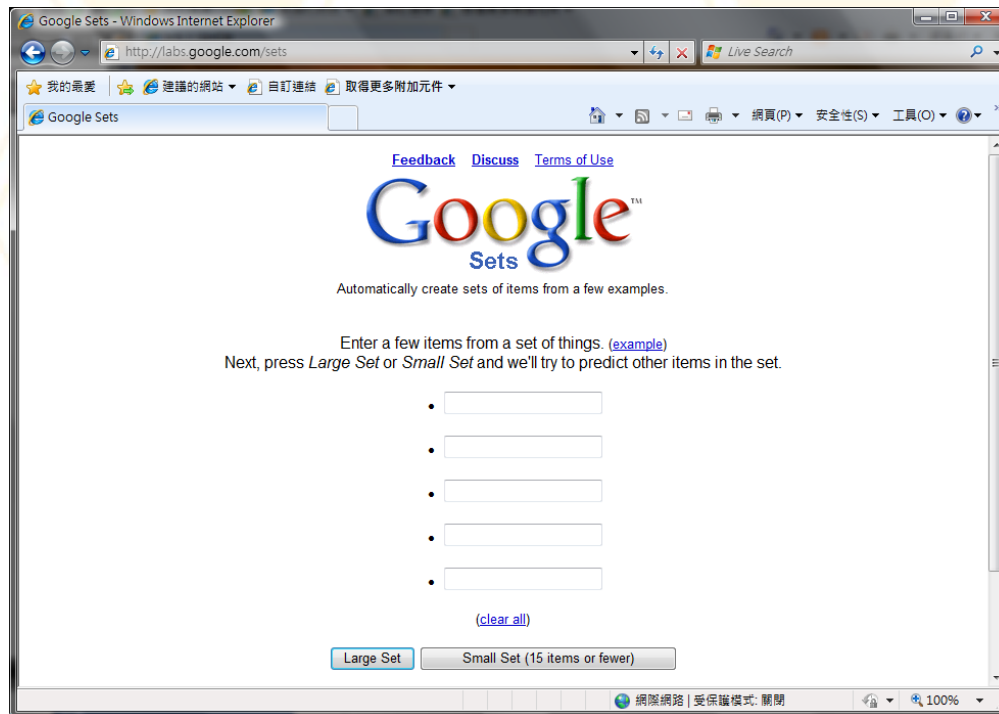 Google Sets - Windows Internet Explorer
http://labs.google.com/sets
Live Search
我的最愛 建議的網站 自訂連結 取得更多附加元件
Google Sets
網頁(P) 安全性(S) 工具(O)
Feedback Discuss Terms of Use
Google™
Sets
Automatically create sets of items from a few examples.
Enter a few items from a set of things. (example)
Next, press Large Set or Small Set and we'll try to predict other items in the set.
(clear all)
Large Set Small Set (15 items or fewer)
網際網路 | 受保護模式: 關閉 100%